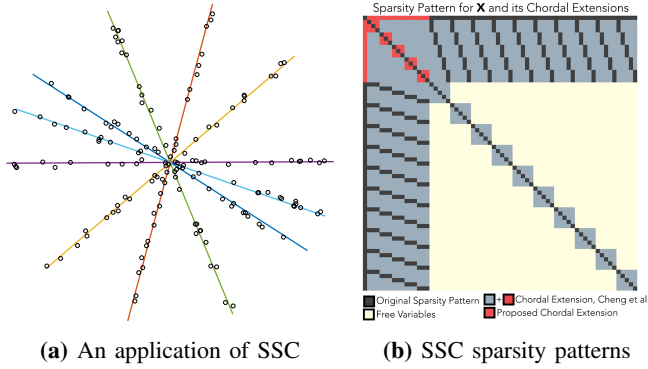 Sparsity Pattern for X and its Chordal Extensions
Original Sparsity Pattern
+ Chordal Extension, Cheng et al
Free Variables
Proposed Chordal Extension
(a) An application of SSC
(b) SSC sparsity patterns